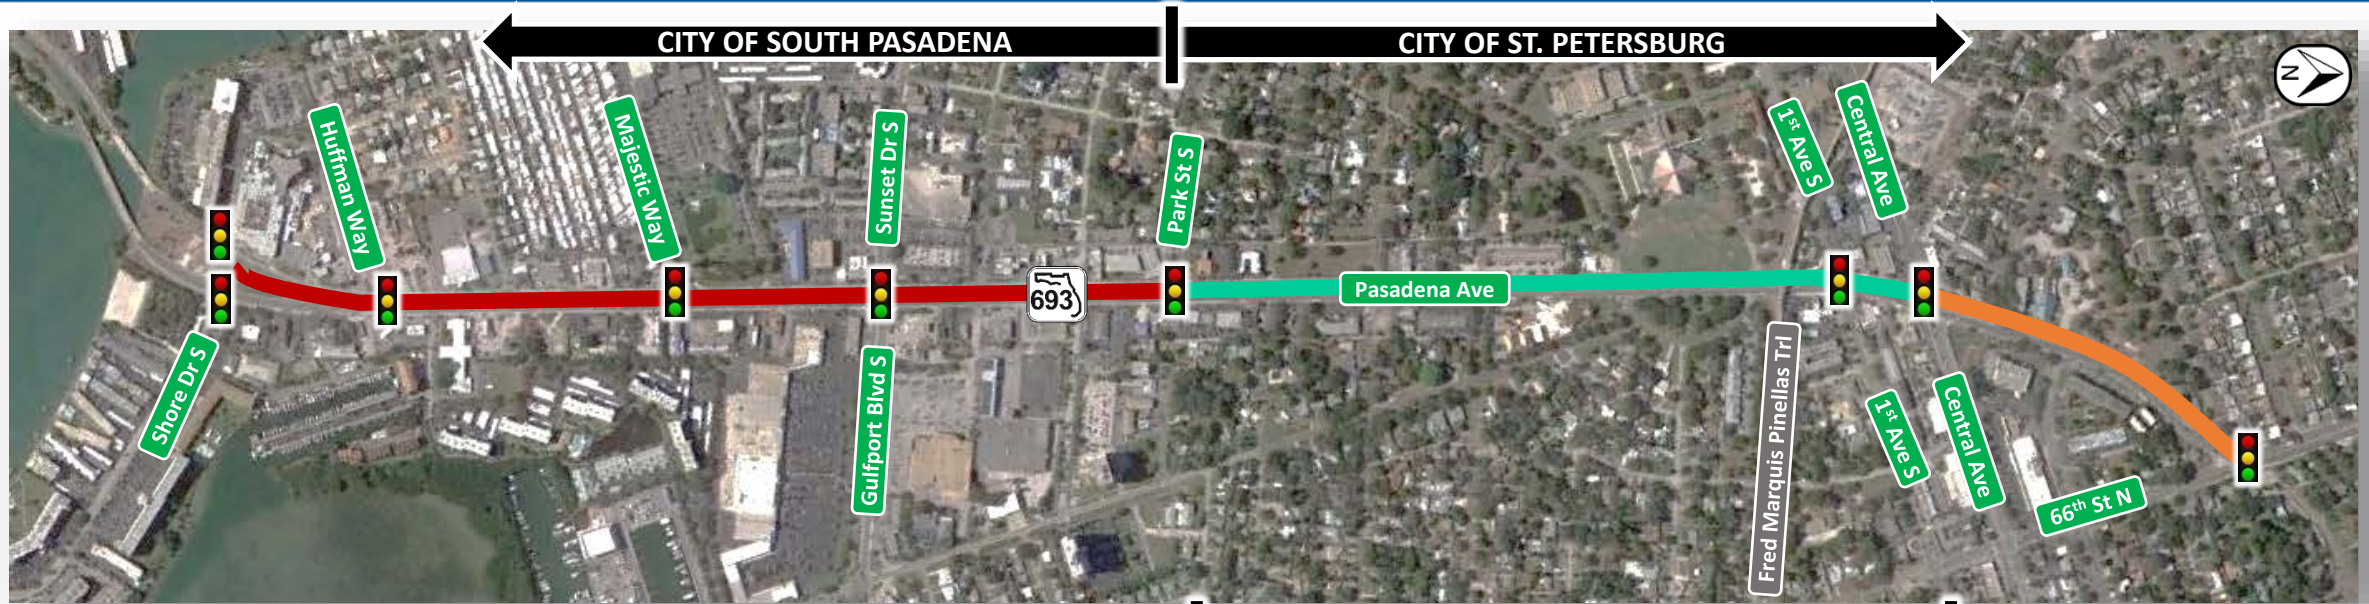 CITY OF SOUTH PASADENA
CITY OF ST. PETERSBURG
N
Huffman Way
Majestic Way
Sunset Dr S
Park St S
1st Ave S
Central Ave
693
Pasadena Ave
Shore Dr S
Gulfport Blvd S
Fred Marquis Pinellas Trl
1st Ave S
Central Ave
66th St N